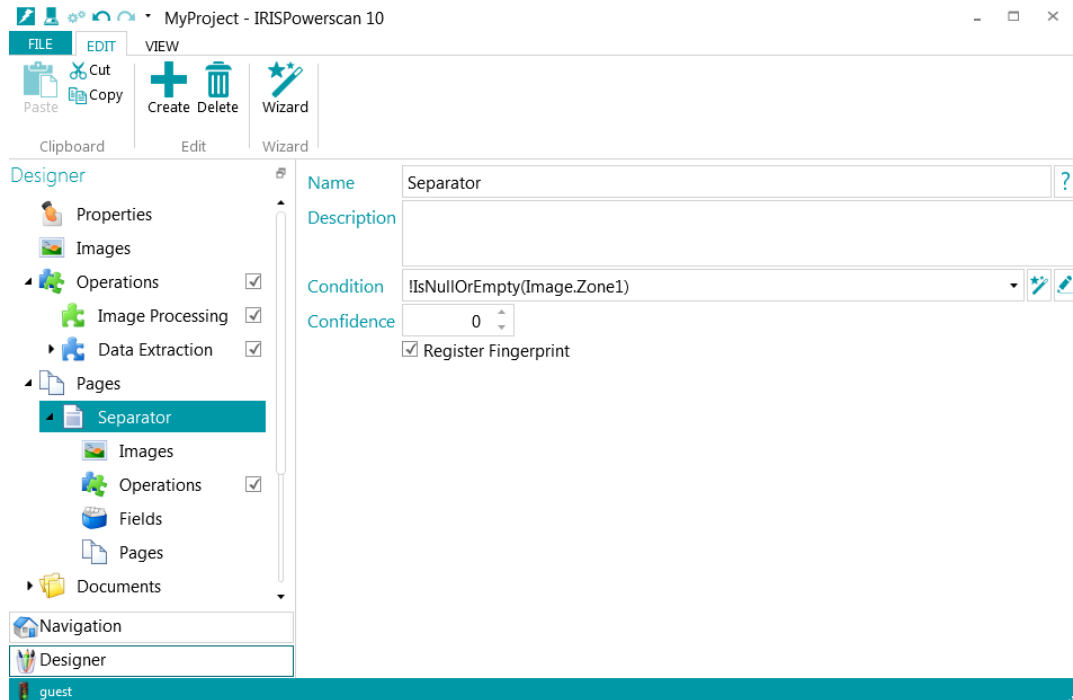 MyProject - IRISPowerscan 10
FILE EDIT VIEW
Paste
Cut
Copy
Create Delete
Wizard
Clipboard Edit Wizard
Designer
Properties
Images
Operations
Image Processing
Data Extraction
Pages
Separator
Images
Operations
Fields
Pages
Documents
Navigation
Designer
guest
Name Separator ?
Description
Condition !IsNullOrEmpty(Image.Zone1)
Confidence 0
Register Fingerprint